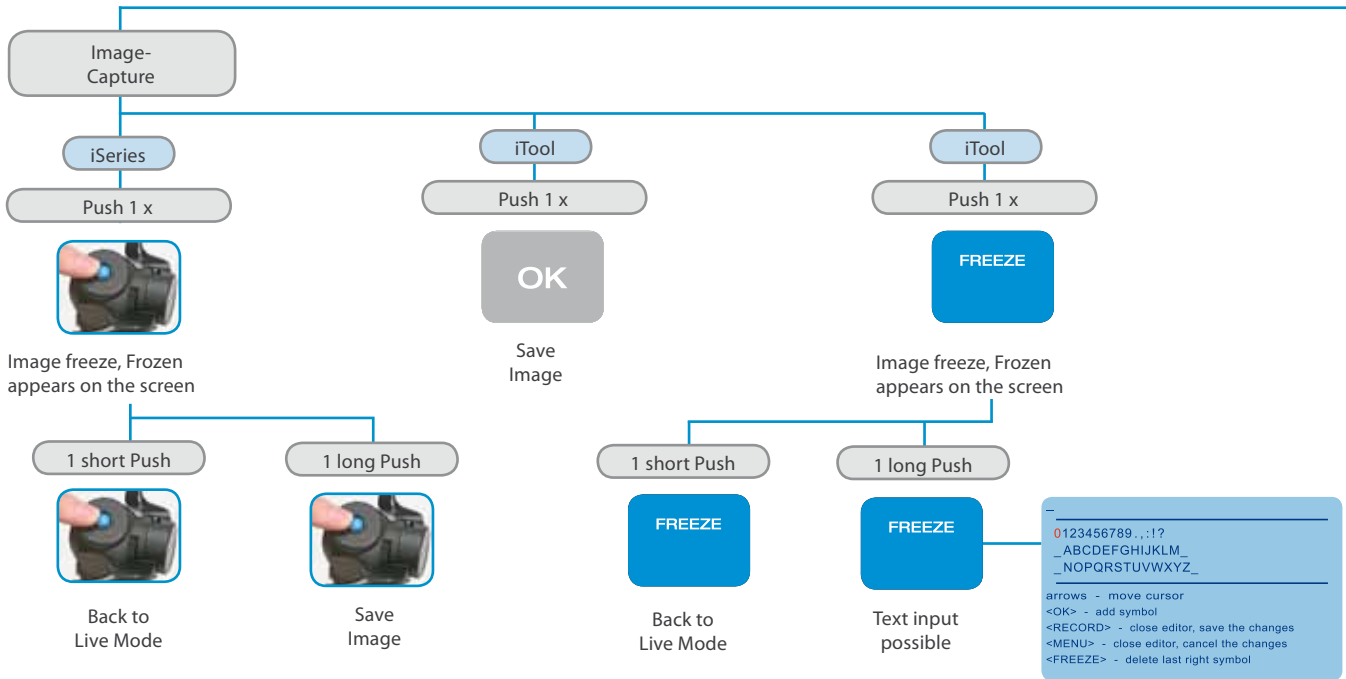 Image-
Capture
iSeries
iTool
iTool
Push 1 x
Push 1 x
Push 1 x
OK
FREEZE
Image freeze, Frozen
appears on the screen
Save
Image
Image freeze, Frozen
appears on the screen
1 short Push
1 long Push
1 short Push
1 long Push
FREEZE
FREEZE
Back to
Live Mode
Save
Image
Back to
Live Mode
Text input
possible
_
0123456789.,:!?
_ABCDEFGHIJKLM_
_NOPQRSTUVWXYZ_
arrows - move cursor
<OK> - add symbol
<RECORD> - close editor, save the changes
<MENU> - close editor, cancel the changes
<FREEZE> - delete last right symbol